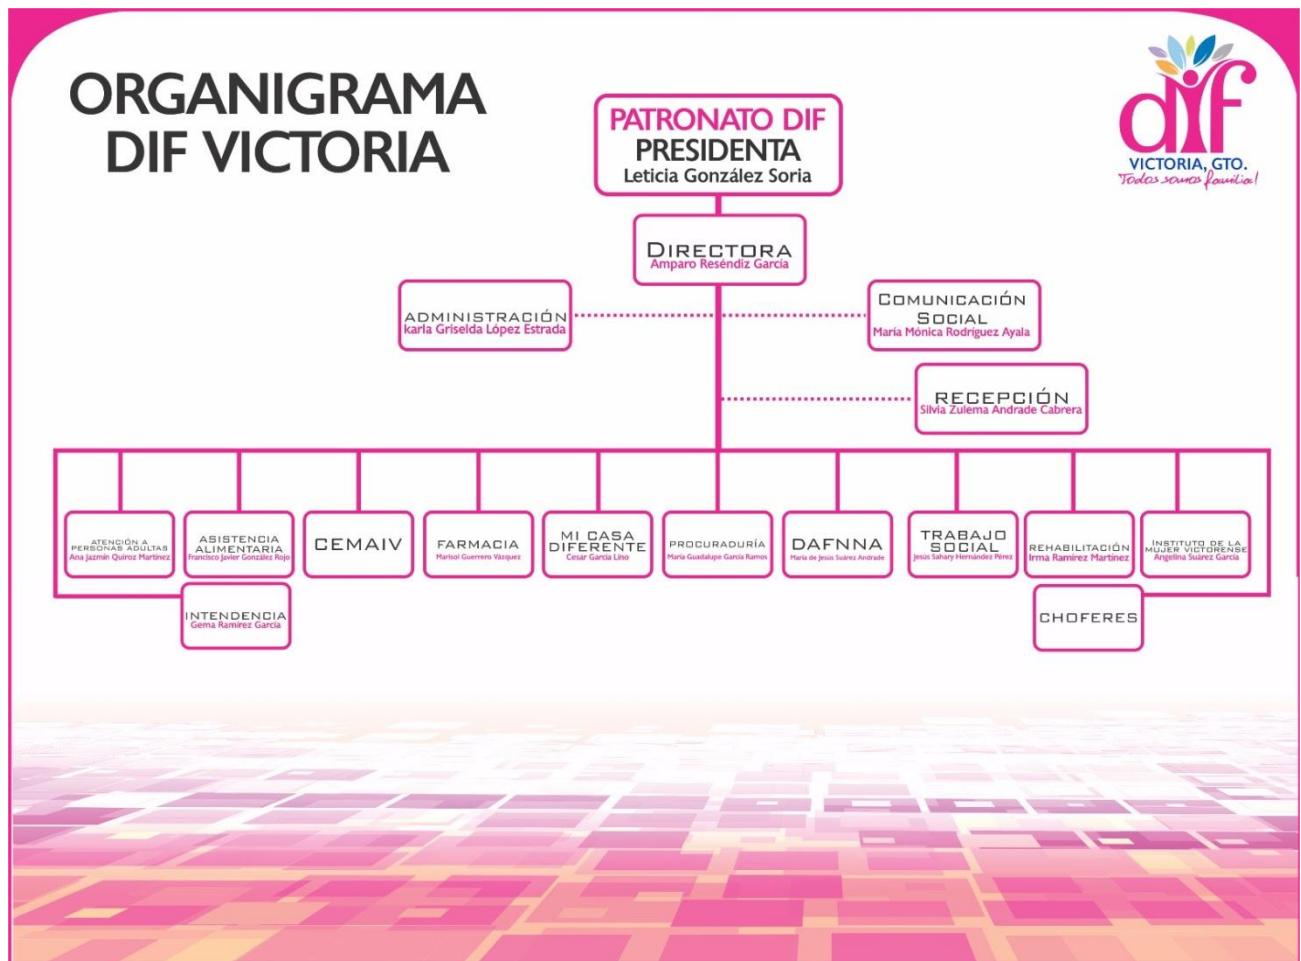 ORGANIGRAMA
DIF VICTORIA
PATRONATO DIF
PRESIDENTA
Leticia González Soria
dif
VICTORIA, GTO.
Todos somos familia!
DIRECTORA
Amparo Reséndiz García
ADMINISTRACIÓN
karla Griselda López Estrada
COMUNICACIÓN
SOCIAL
María Mónica Rodríguez Ayala
RECEPCIÓN
Silvia Zulema Andrade Cabrera
ATENCIÓN A
PERSONAS ADULTAS
Ana Jazmín Quiroz Martínez
ASISTENCIA
ALIMENTARIA
Francisco Javier González Rojo
CEMAIV
FARMACIA
Marisol Guerrero Vázquez
MI CASA
DIFERENTE
Cesar García Lino
PROCURADURÍA
María Guadalupe García Ramos
DAFNNA
María de Jesús Suárez Andrade
TRABAJO
SOCIAL
Jesús Sahary Hernández Pérez
REHABILITACIÓN
Irma Ramírez Martínez
INSTITUTO DE LA
MUJER VICTORENSE
Angelina Suárez García
INTENDENCIA
Gema Ramírez García
CHOFERES